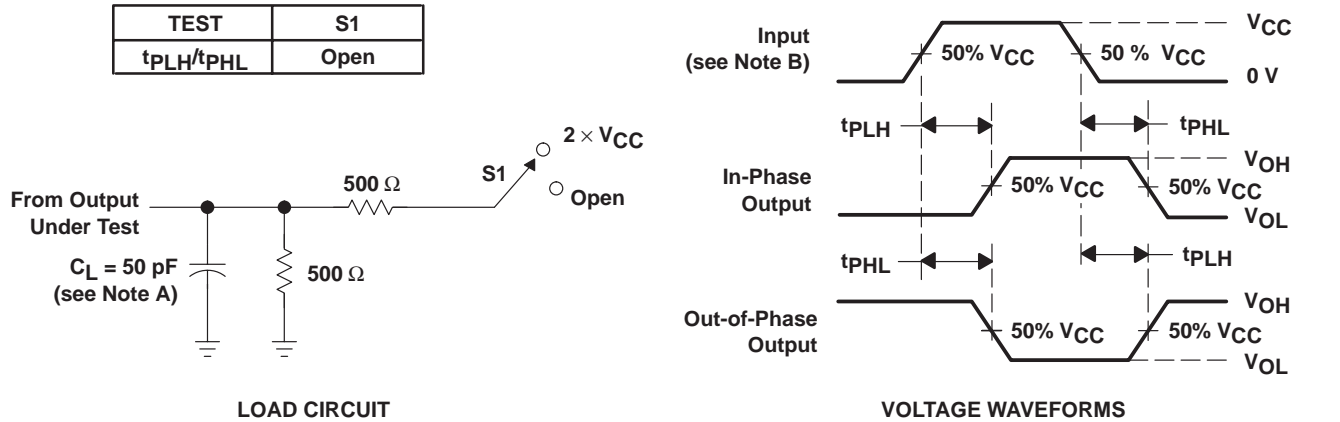 TEST S1
tPLH/tPHL Open
From Output
Under Test
CL = 50 pF
(see Note A)
500 Ω
500 Ω
S1
2 × VCC
Open
LOAD CIRCUIT
Input
(see Note B)
50% VCC
50 % VCC
VCC
0 V
tPLH
tPHL
In-Phase
Output
50% VCC
50% VCC
VOH
VOL
tPHL
tPLH
Out-of-Phase
Output
50% VCC
50% VCC
VOH
VOL
VOLTAGE WAVEFORMS